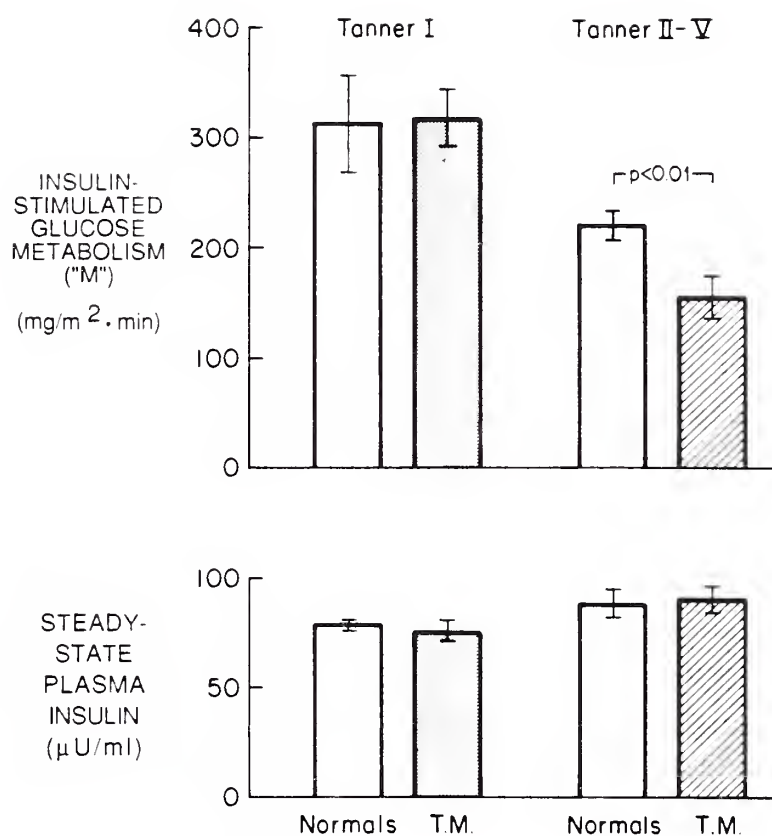 Tanner I Tanner II-V
400
300
200
100
0
INSULIN-
STIMULATED
GLUCOSE
METABOLISM
("M")
(mg/m 2 · min)
p<0.01
100
50
0
STEADY-
STATE
PLASMA
INSULIN
(μU/ml)
Normals T.M. Normals T.M.